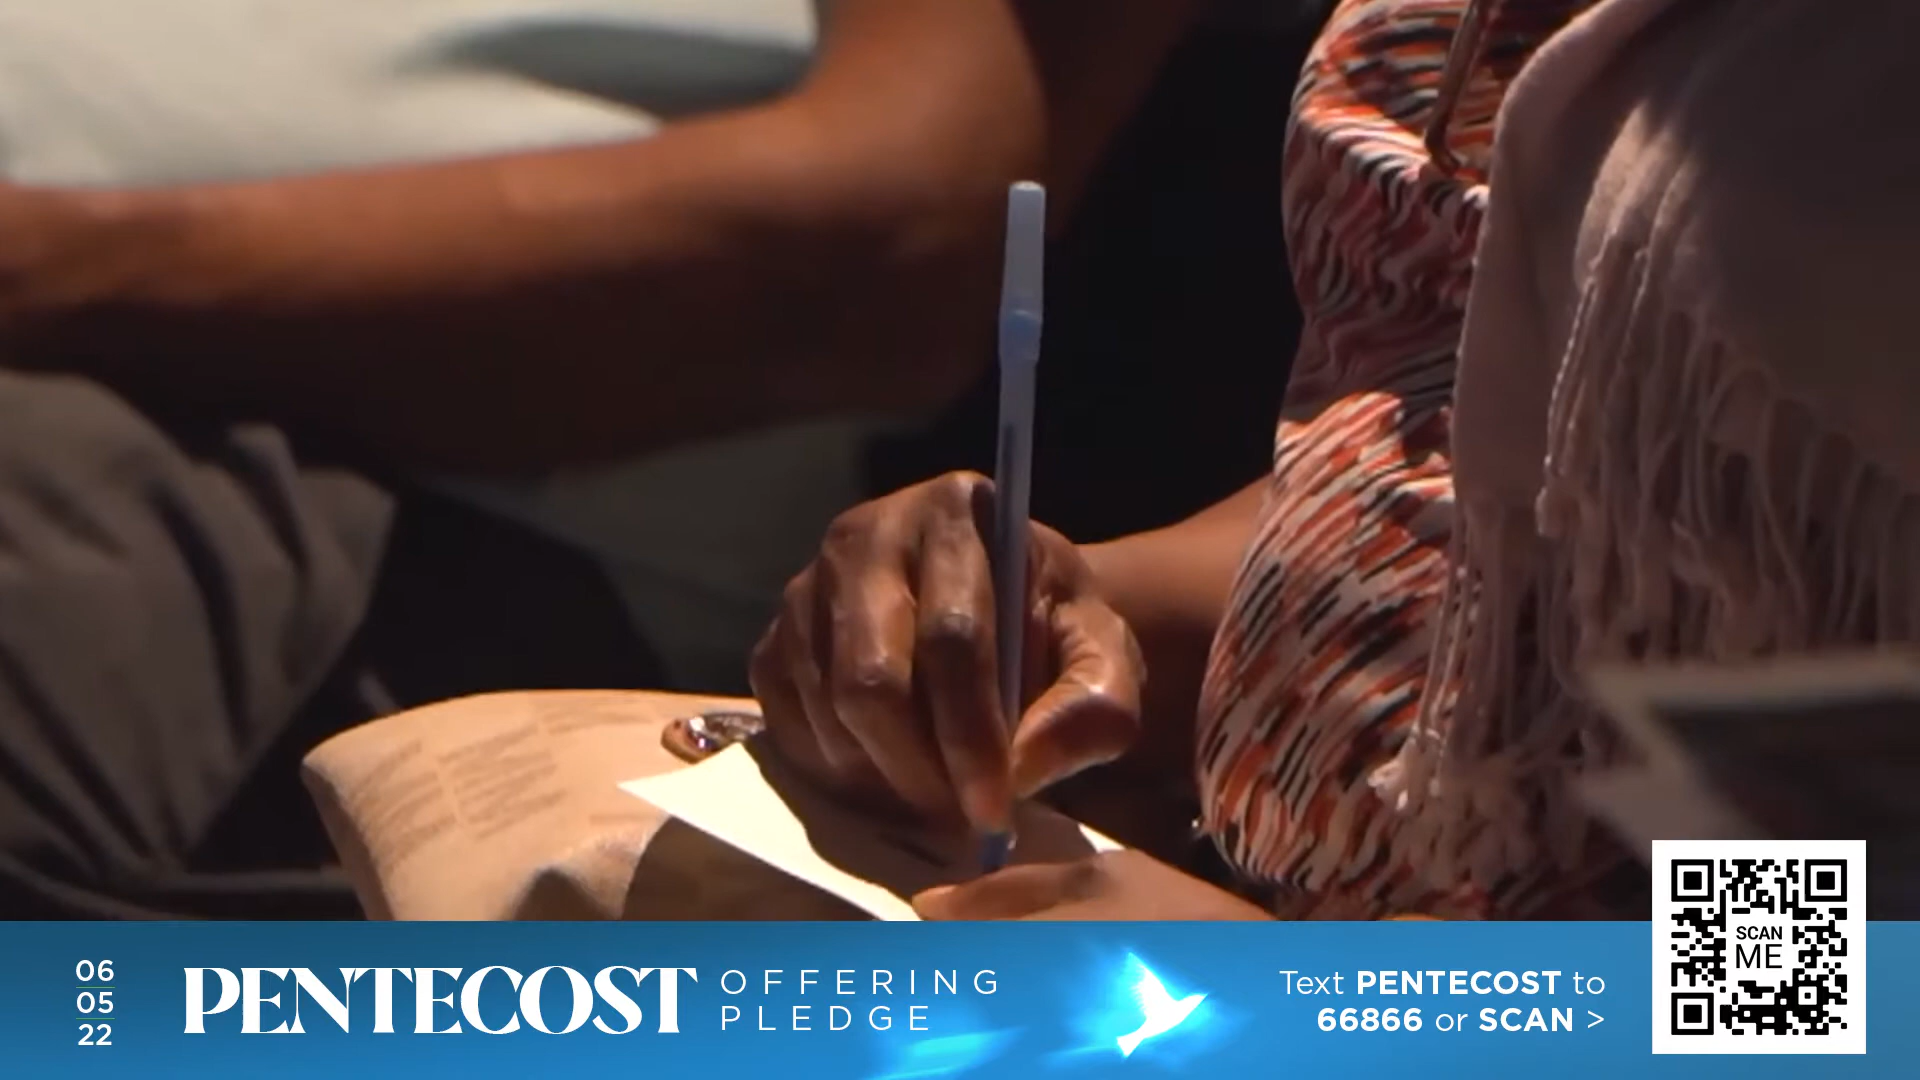 06
05
22
PENTECOST
OFFERING
PLEDGE
Text PENTECOST to
66866 or SCAN >
SCAN
ME